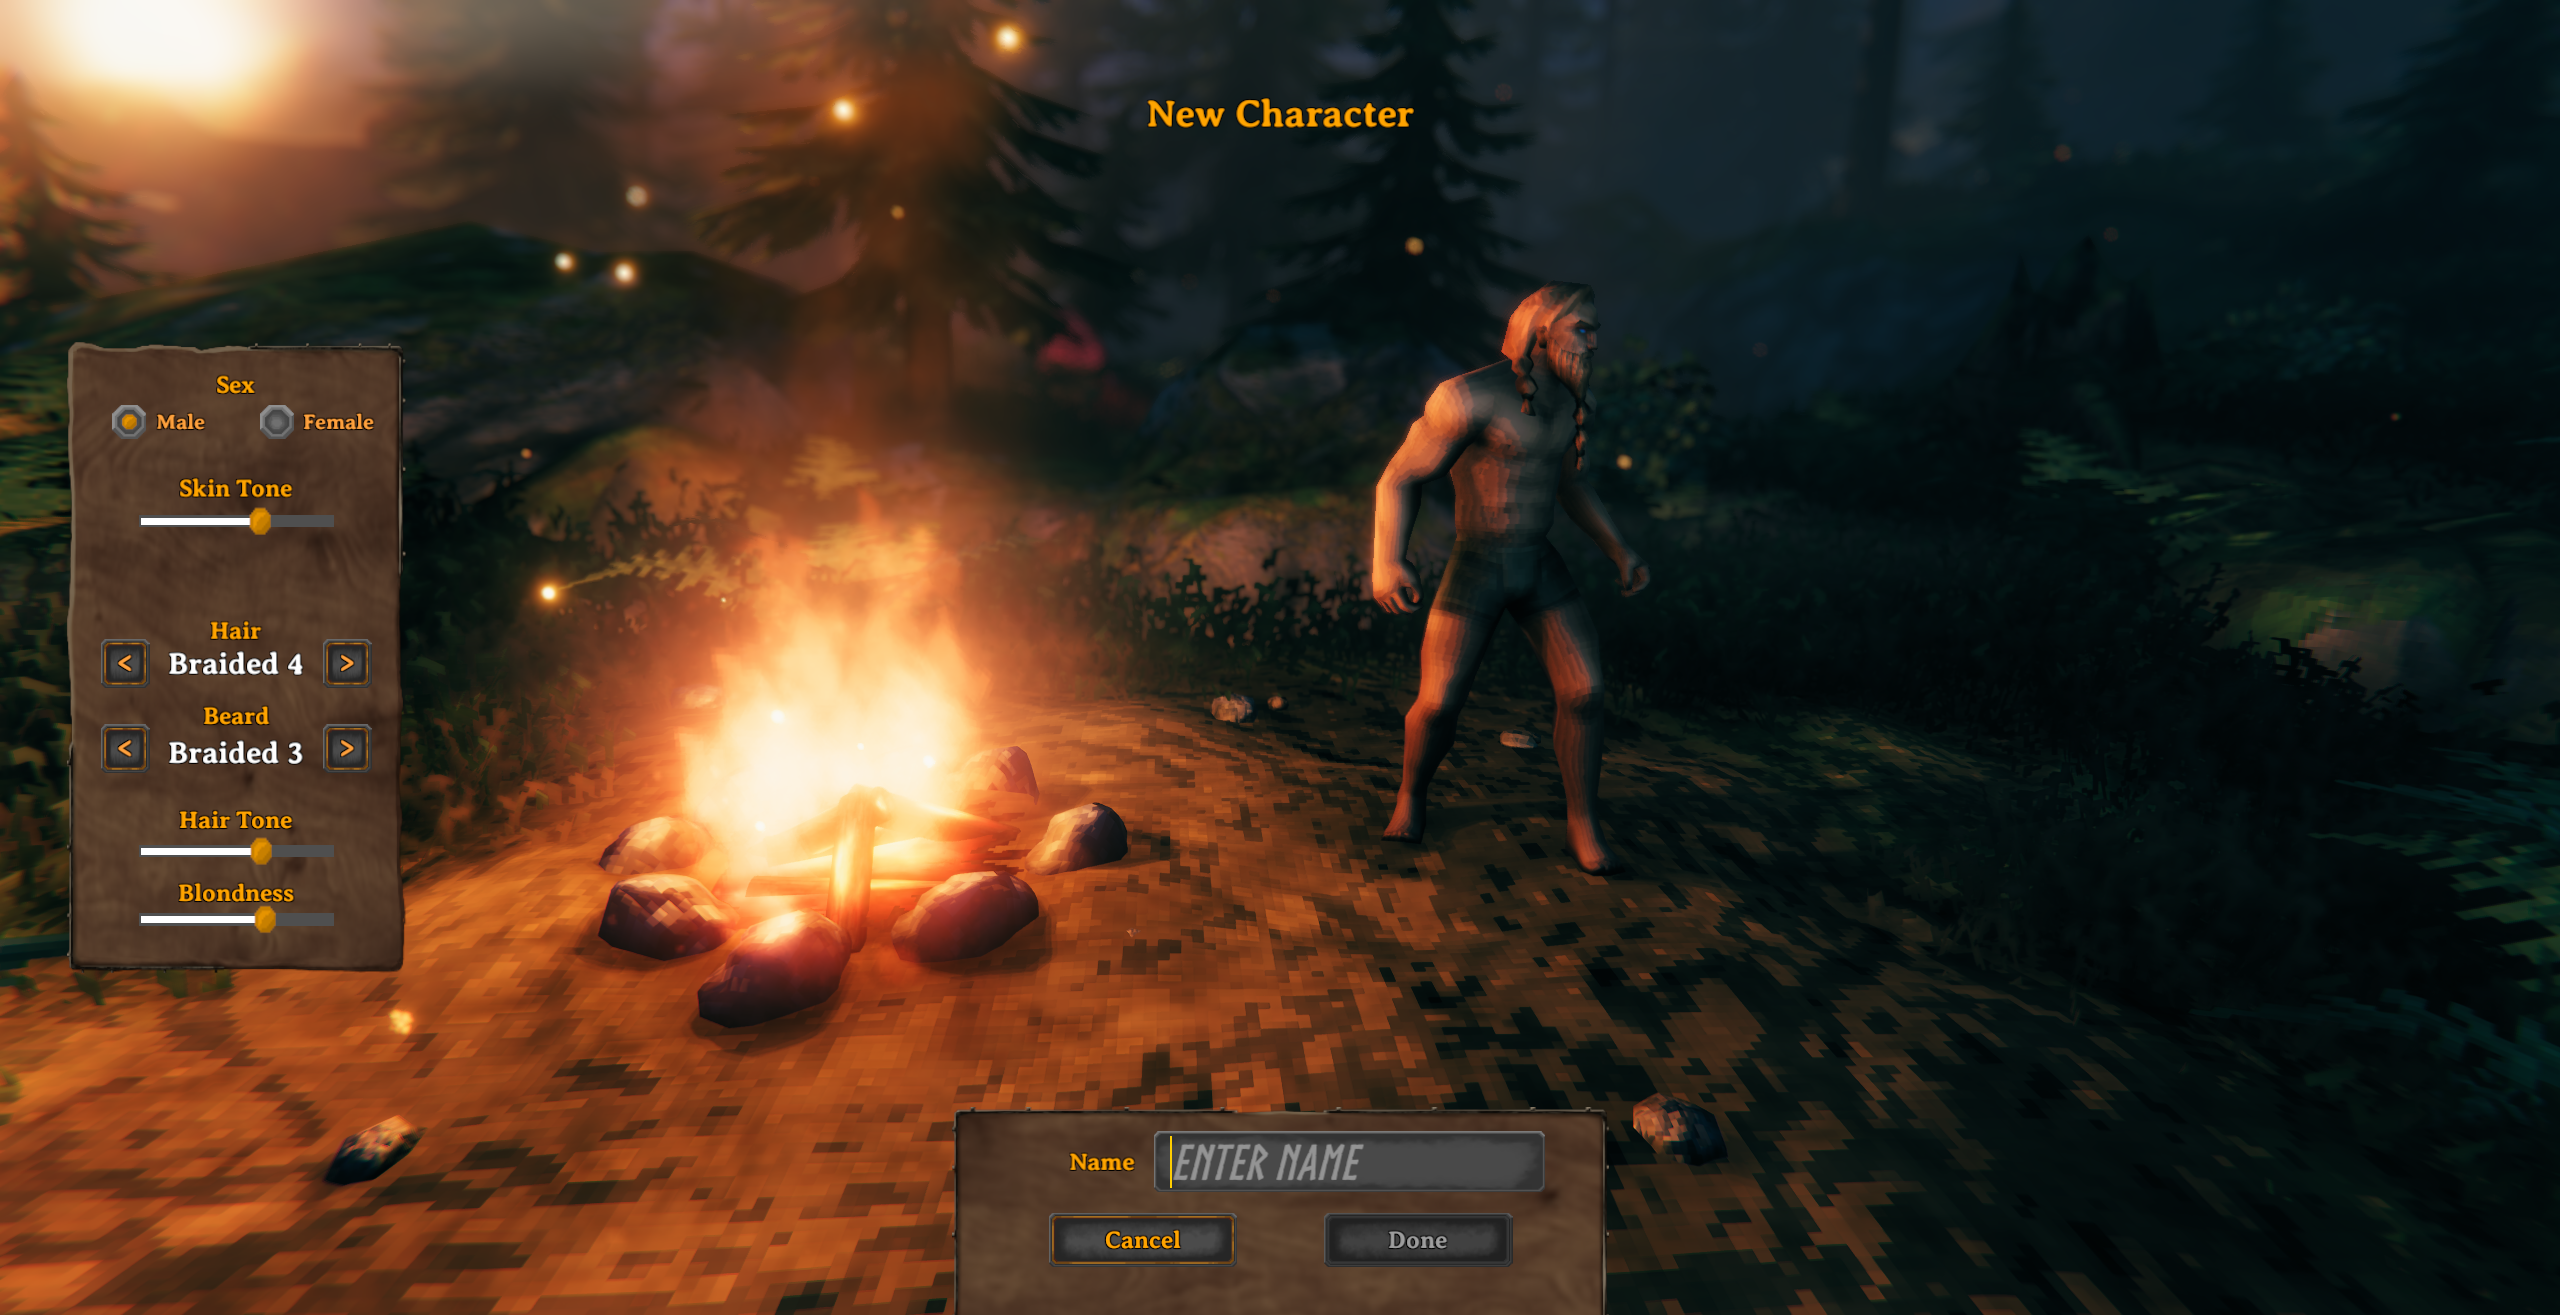 New Character
Sex
Male Female
Skin Tone
Hair
< Braided 4 >
Beard
< Braided 3 >
Hair Tone
Blondness
Name ENTER NAME
Cancel Done